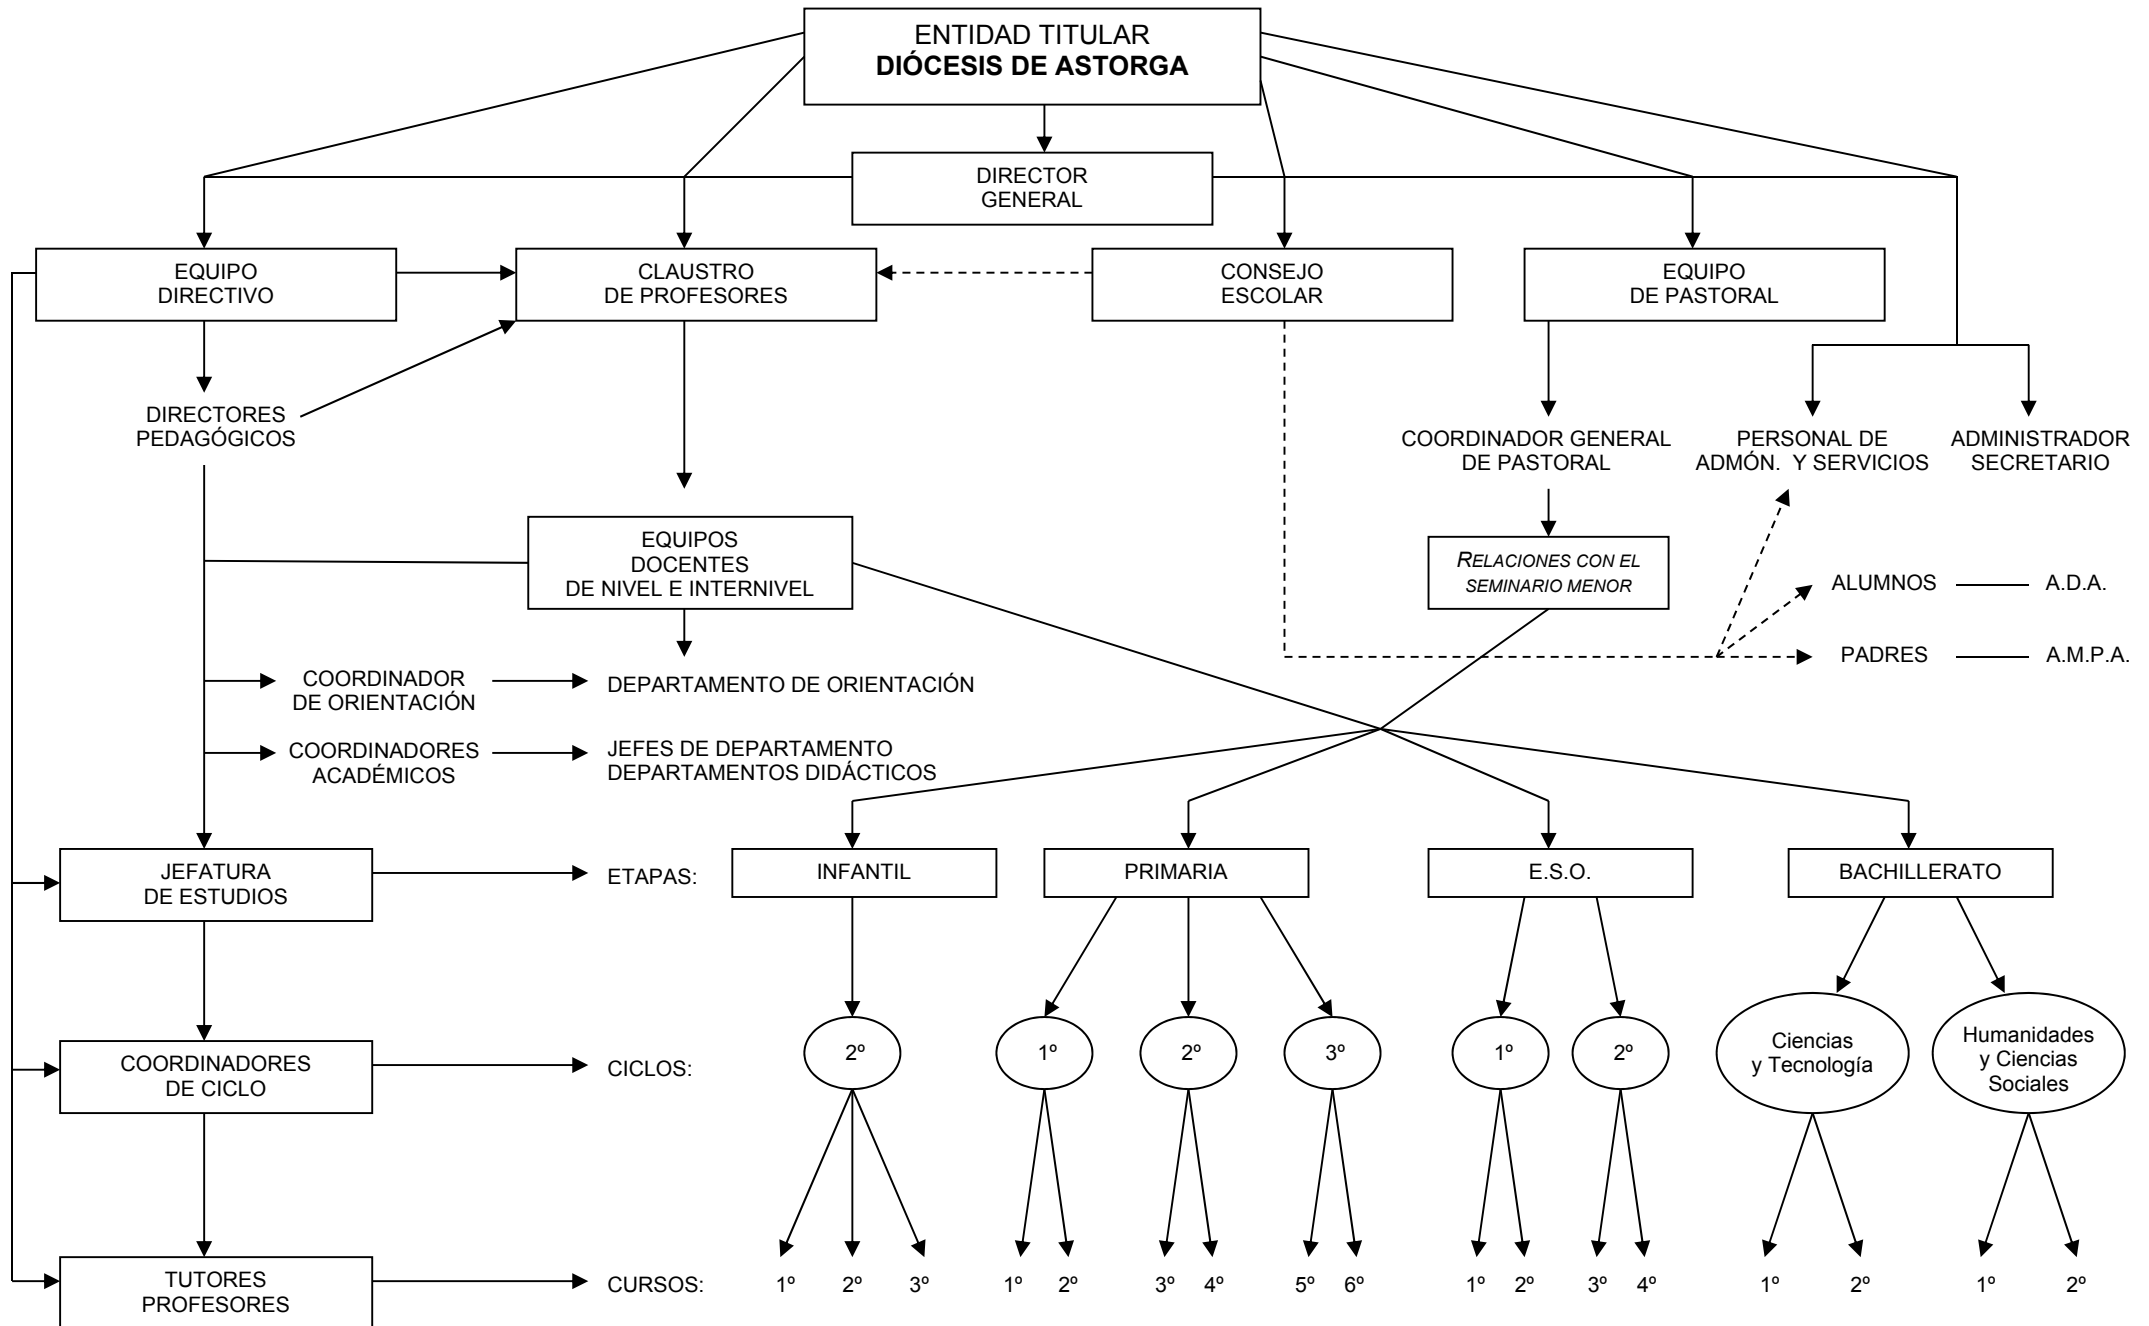 ENTIDAD TITULAR
DIÓCESIS DE ASTORGA
DIRECTOR
GENERAL
EQUIPO
DIRECTIVO
CLAUSTRO
DE PROFESORES
CONSEJO
ESCOLAR
EQUIPO
DE PASTORAL
DIRECTORES
PEDAGÓGICOS
COORDINADOR GENERAL
DE PASTORAL
PERSONAL DE
ADMÓN. Y SERVICIOS
ADMINISTRADOR
SECRETARIO
EQUIPOS
DOCENTES
DE NIVEL E INTERNIVEL
RELACIONES CON EL
SEMINARIO MENOR
ALUMNOS
A.D.A.
PADRES
A.M.P.A.
COORDINADOR
DE ORIENTACIÓN
DEPARTAMENTO DE ORIENTACIÓN
COORDINADORES
ACADÉMICOS
JEFES DE DEPARTAMENTO
DEPARTAMENTOS DIDÁCTICOS
JEFATURA
DE ESTUDIOS
ETAPAS:
INFANTIL
PRIMARIA
E.S.O.
BACHILLERATO
COORDINADORES
DE CICLO
CICLOS:
2º
1º
2º
3º
1º
2º
Ciencias
y Tecnología
Humanidades
y Ciencias
Sociales
TUTORES
PROFESORES
CURSOS:
1º
2º
3º
1º
2º
3º
4º
5º
6º
1º
2º
3º
4º
1º
2º
1º
2º